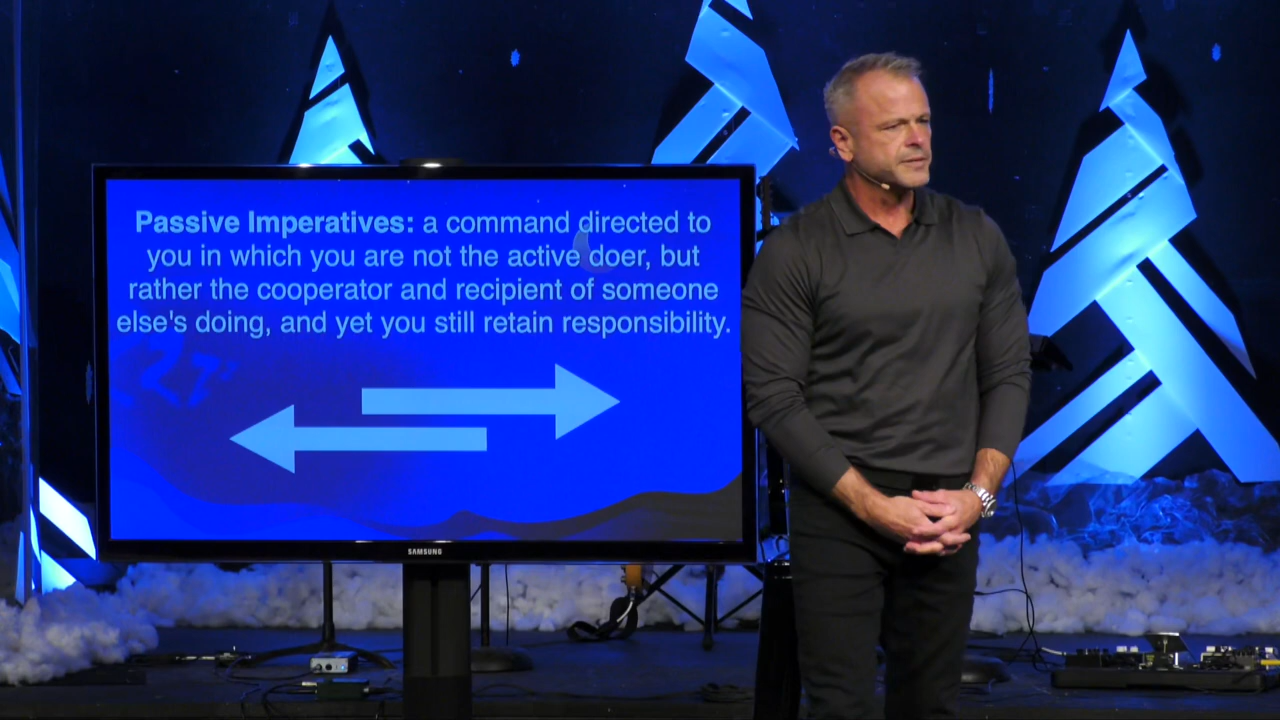 Passive Imperatives: a command directed to
you in which you are not the active doer, but
rather the cooperator and recipient of someone
else's doing, and yet you still retain responsibility.
SAMSUNG